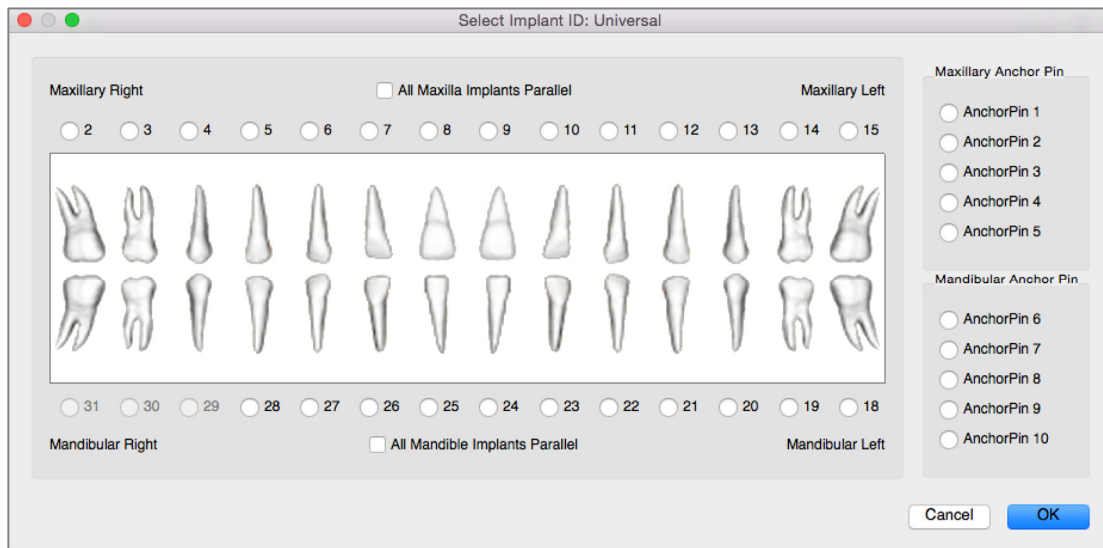 Select Implant ID: Universal
Maxillary Right
All Maxilla Implants Parallel
Maxillary Left
2 3 4 5 6 7 8 9 10 11 12 13 14 15
31 30 29 28 27 26 25 24 23 22 21 20 19 18
Mandibular Right
All Mandible Implants Parallel
Mandibular Left
Maxillary Anchor Pin
AnchorPin 1
AnchorPin 2
AnchorPin 3
AnchorPin 4
AnchorPin 5
Mandibular Anchor Pin
AnchorPin 6
AnchorPin 7
AnchorPin 8
AnchorPin 9
AnchorPin 10
Cancel
OK